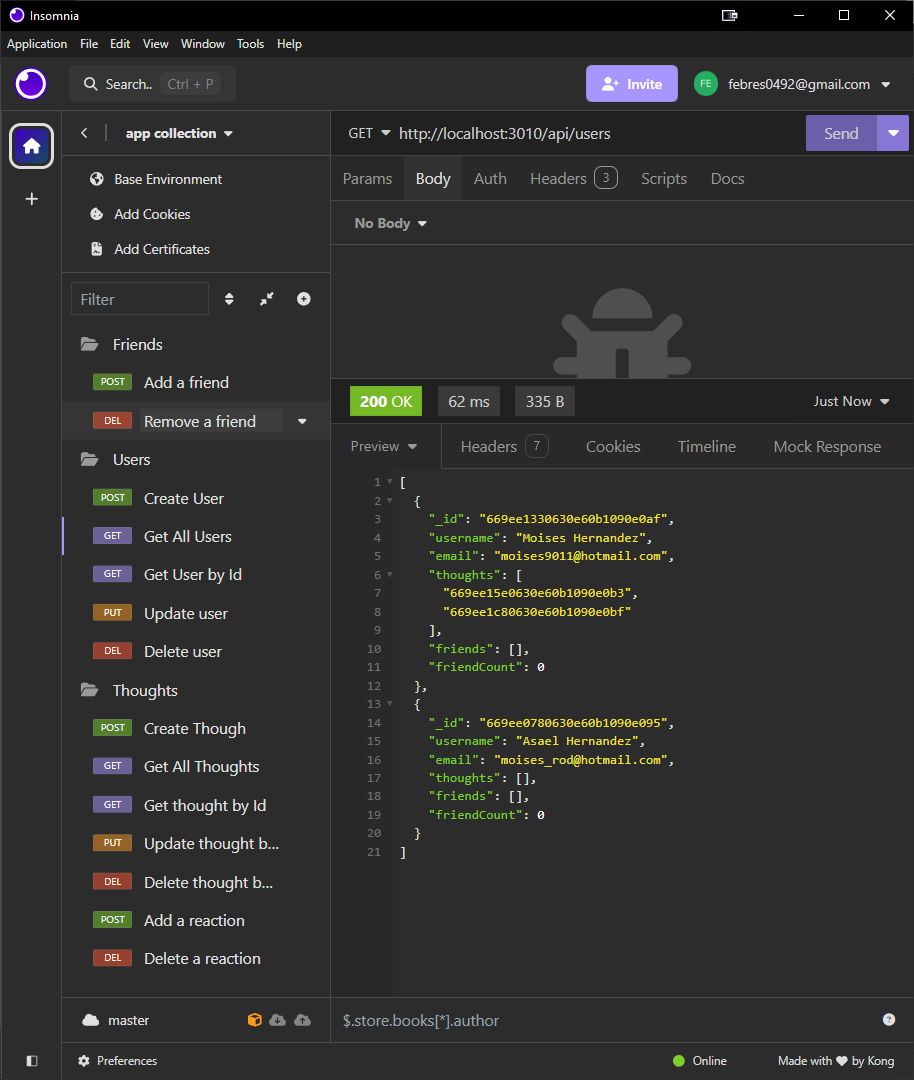 Insomnia
Application File Edit View Window Tools Help
Search.. Ctrl + P
Invite
FE febres0492@gmail.com
app collection
Base Environment
Add Cookies
Add Certificates
Filter
Friends
POST Add a friend
DEL Remove a friend
Users
POST Create User
GET Get All Users
GET Get User by Id
PUT Update user
DEL Delete user
Thoughts
POST Create Though
GET Get All Thoughts
GET Get thought by Id
PUT Update thought b...
DEL Delete thought b...
POST Add a reaction
DEL Delete a reaction
master
GET http://localhost:3010/api/users Send
Params Body Auth Headers 3 Scripts Docs
No Body
200 OK 62 ms 335 B Just Now
Preview Headers 7 Cookies Timeline Mock Response
1 [
2 {
3 "_id": "669ee1330630e60b1090e0af",
4 "username": "Moises Hernandez",
5 "email": "moises9011@hotmail.com",
6 "thoughts": [
7 "669ee15e0630e60b1090e0b3",
8 "669ee1c80630e60b1090e0bf"
9 ],
10 "friends": [],
11 "friendCount": 0
12 },
13 {
14 "_id": "669ee0780630e60b1090e095",
15 "username": "Asael Hernandez",
16 "email": "moises_rod@hotmail.com",
17 "thoughts": [],
18 "friends": [],
19 "friendCount": 0
20 }
21 ]
$.store.books[*].author ?
Preferences
Online
Made with ♥ by Kong